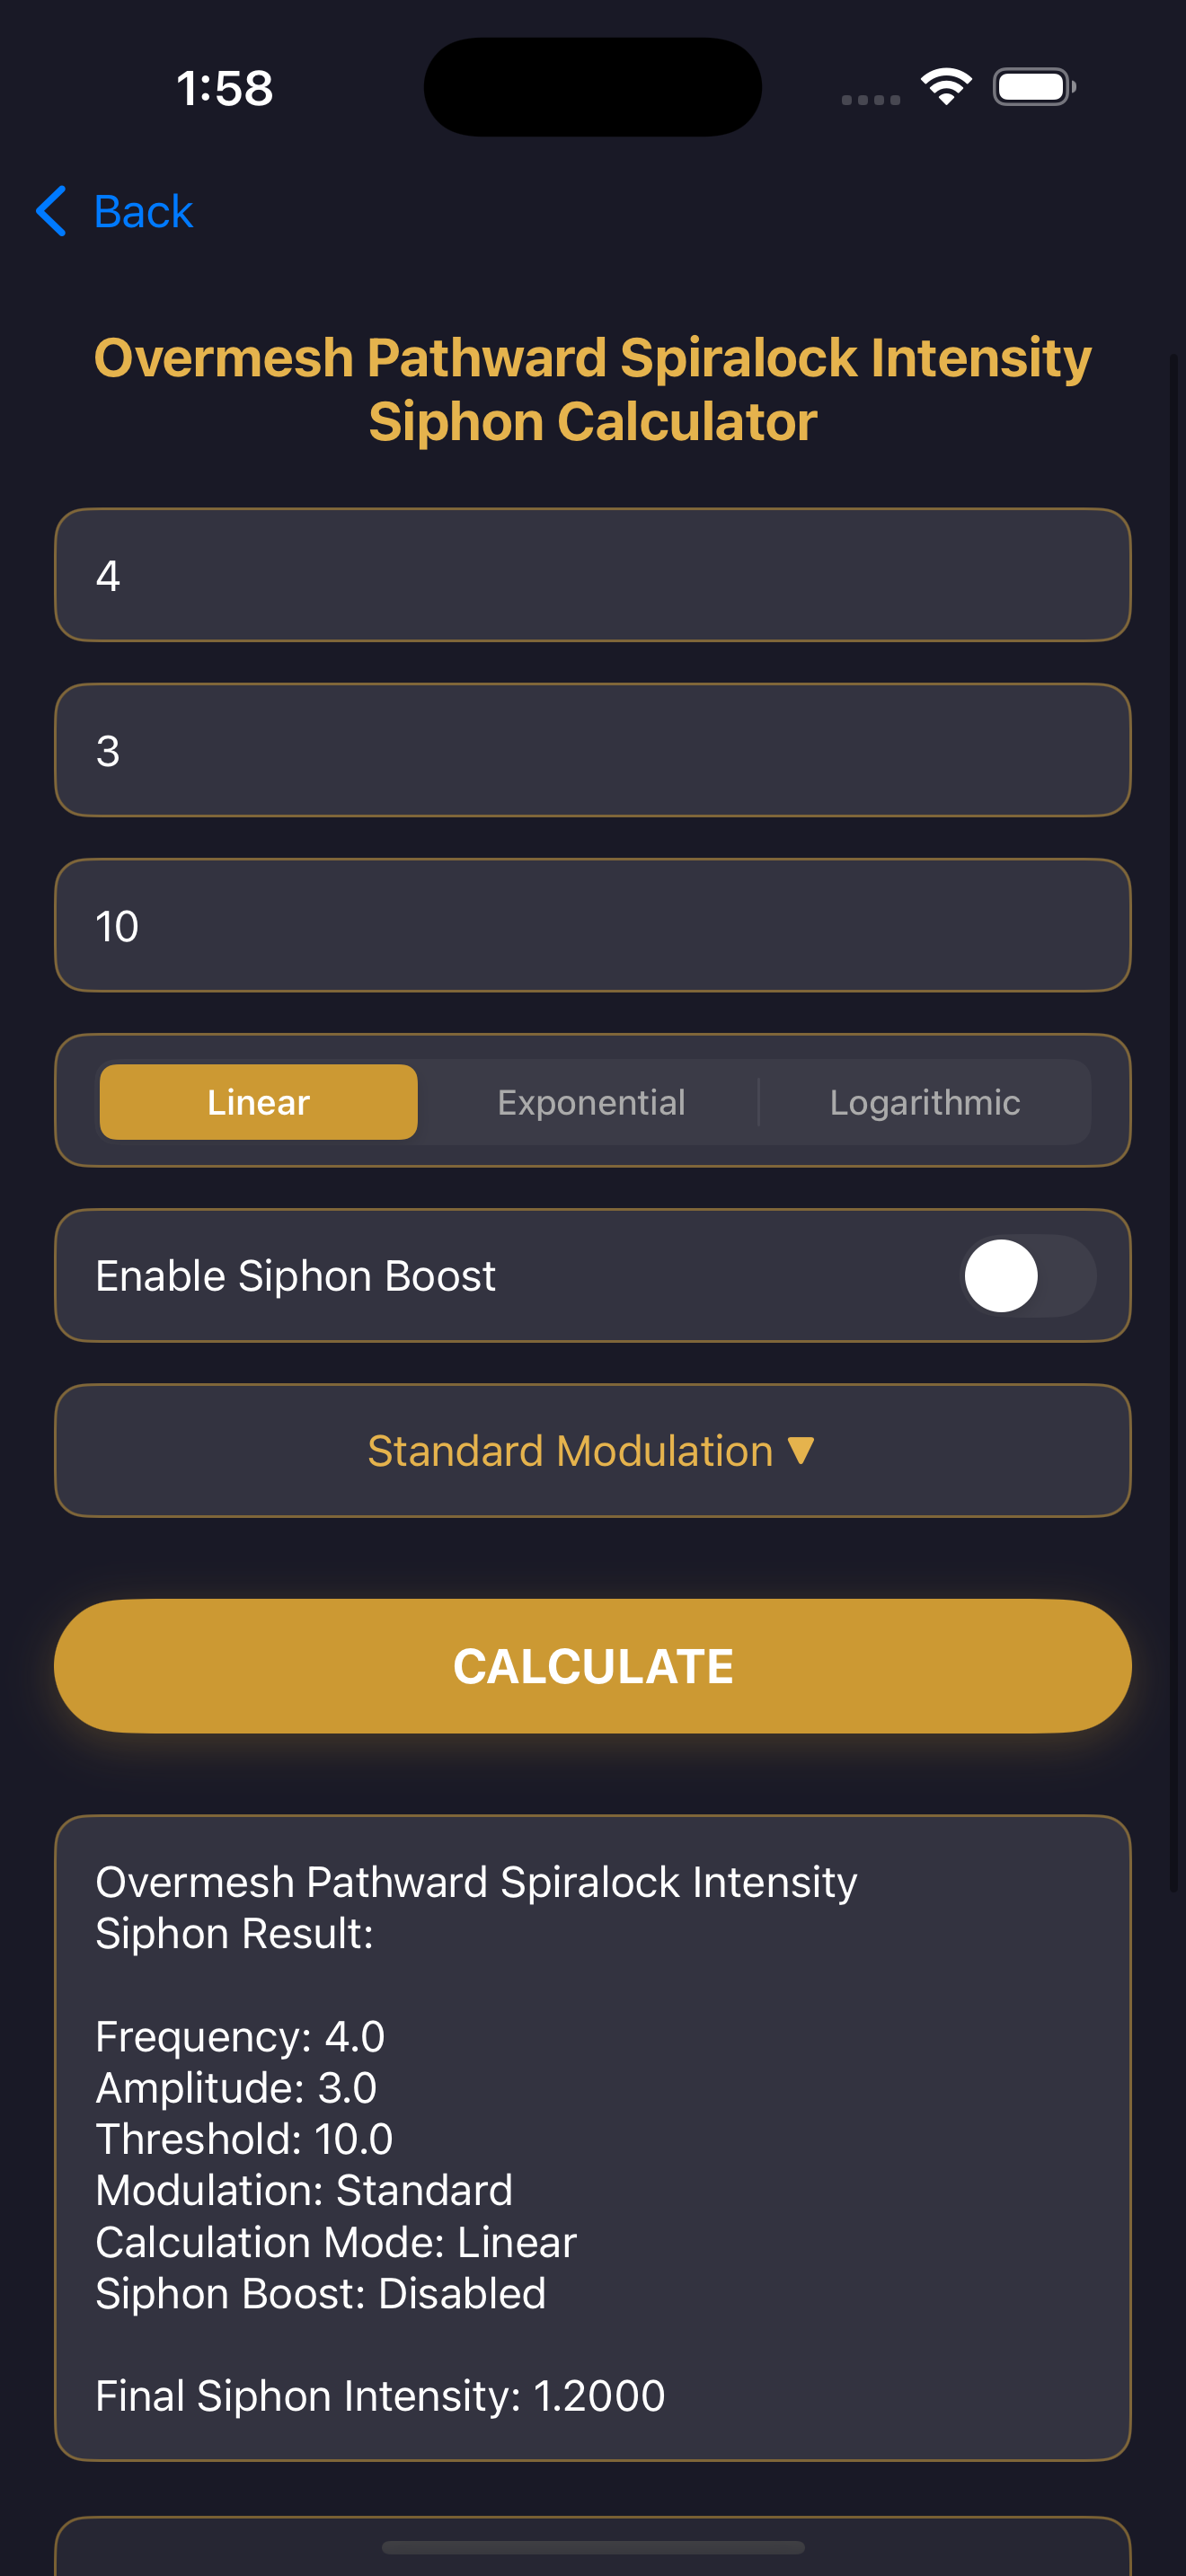 1:58
Back
Overmesh Pathward Spiralock Intensity
Siphon Calculator
4
3
10
Linear Exponential Logarithmic
Enable Siphon Boost
Standard Modulation ▼
CALCULATE
Overmesh Pathward Spiralock Intensity
Siphon Result:
Frequency: 4.0
Amplitude: 3.0
Threshold: 10.0
Modulation: Standard
Calculation Mode: Linear
Siphon Boost: Disabled
Final Siphon Intensity: 1.2000